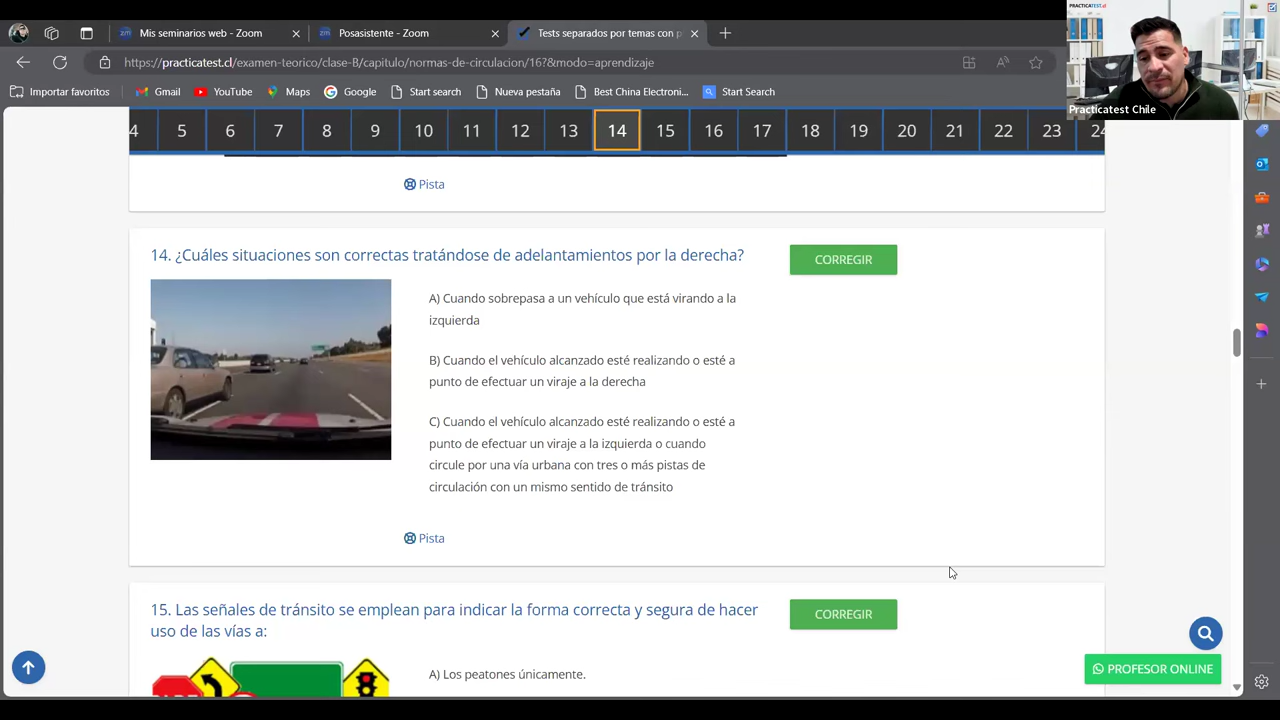 PRACTICATEST.cl
Mis seminarios web - Zoom
Posasistente - Zoom
Tests separados por temas con p
https://practicatest.cl/examen-teorico/clase-B/capitulo/normas-de-circulacion/16?&modo=aprendizaje
Importar favoritos
Gmail
YouTube
Maps
Google
Start search
Nueva pestaña
Best China Electroni...
Start Search
Practicatest Chile
4 5 6 7 8 9 10 11 12 13 14 15 16 17 18 19 20 21 22 23 24
Pista
14. ¿Cuáles situaciones son correctas tratándose de adelantamientos por la derecha?
CORREGIR
A) Cuando sobrepasa a un vehículo que está virando a la
izquierda
B) Cuando el vehículo alcanzado esté realizando o esté a
punto de efectuar un viraje a la derecha
C) Cuando el vehículo alcanzado esté realizando o esté a
punto de efectuar un viraje a la izquierda o cuando
circule por una vía urbana con tres o más pistas de
circulación con un mismo sentido de tránsito
Pista
15. Las señales de tránsito se emplean para indicar la forma correcta y segura de hacer
uso de las vías a:
CORREGIR
A) Los peatones únicamente.
PROFESOR ONLINE